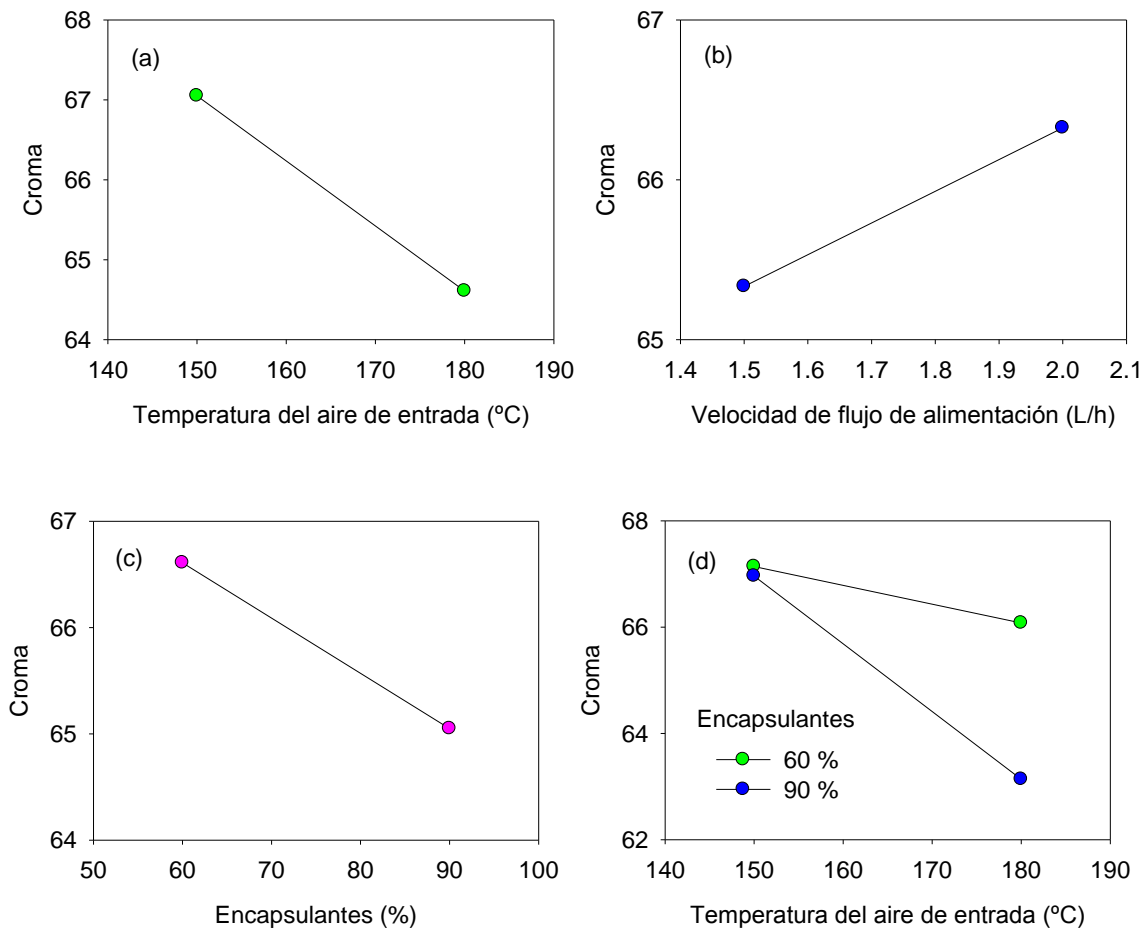 (a)
Croma
68
67
66
65
64
140 150 160 170 180 190
Temperatura del aire de entrada (ºC)
(b)
Croma
67
66
65
1.4 1.5 1.6 1.7 1.8 1.9 2.0 2.1
Velocidad de flujo de alimentación (L/h)
(c)
Croma
67
66
65
64
50 60 70 80 90 100
Encapsulantes (%)
(d)
Croma
68
66
64
62
Encapsulantes
60 %
90 %
140 150 160 170 180 190
Temperatura del aire de entrada (ºC)